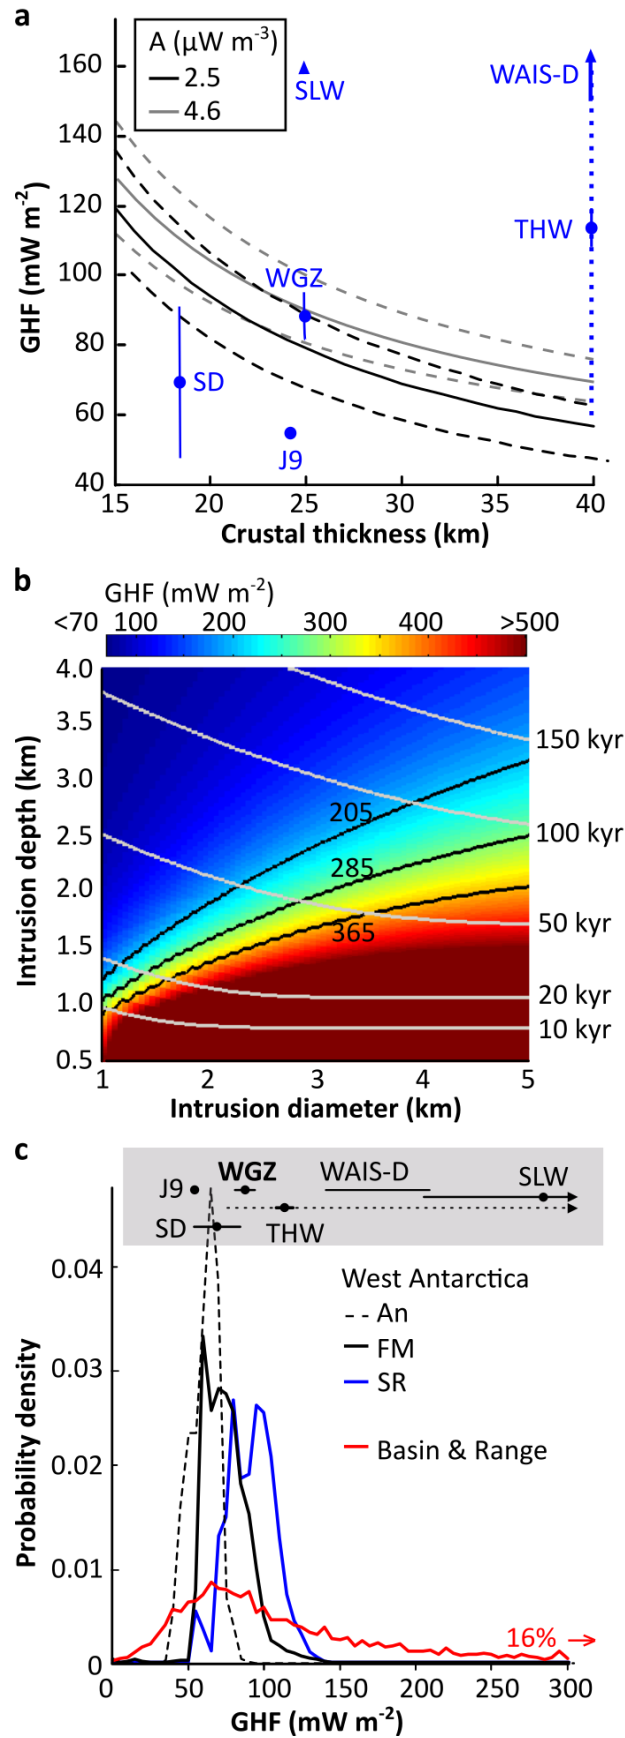 a
A (μW m-3)
2.5
4.6
160
140
120
100
80
60
40
GHF (mW m-2)
SLW
WAIS-D
THW
WGZ
SD
J9
15
20
25
30
35
40
Crustal thickness (km)
b
GHF (mW m-2)
<70
100
200
300
400
>500
4.0
3.5
3.0
2.5
2.0
1.5
1.0
0.5
Intrusion depth (km)
205
285
365
150 kyr
100 kyr
50 kyr
20 kyr
10 kyr
1
2
3
4
5
Intrusion diameter (km)
c
J9
WGZ
WAIS-D
SLW
SD
THW
0.04
0.03
0.02
0.01
0
Probability density
West Antarctica
An
FM
SR
Basin & Range
16%
0
50
100
150
200
250
300
GHF (mW m-2)